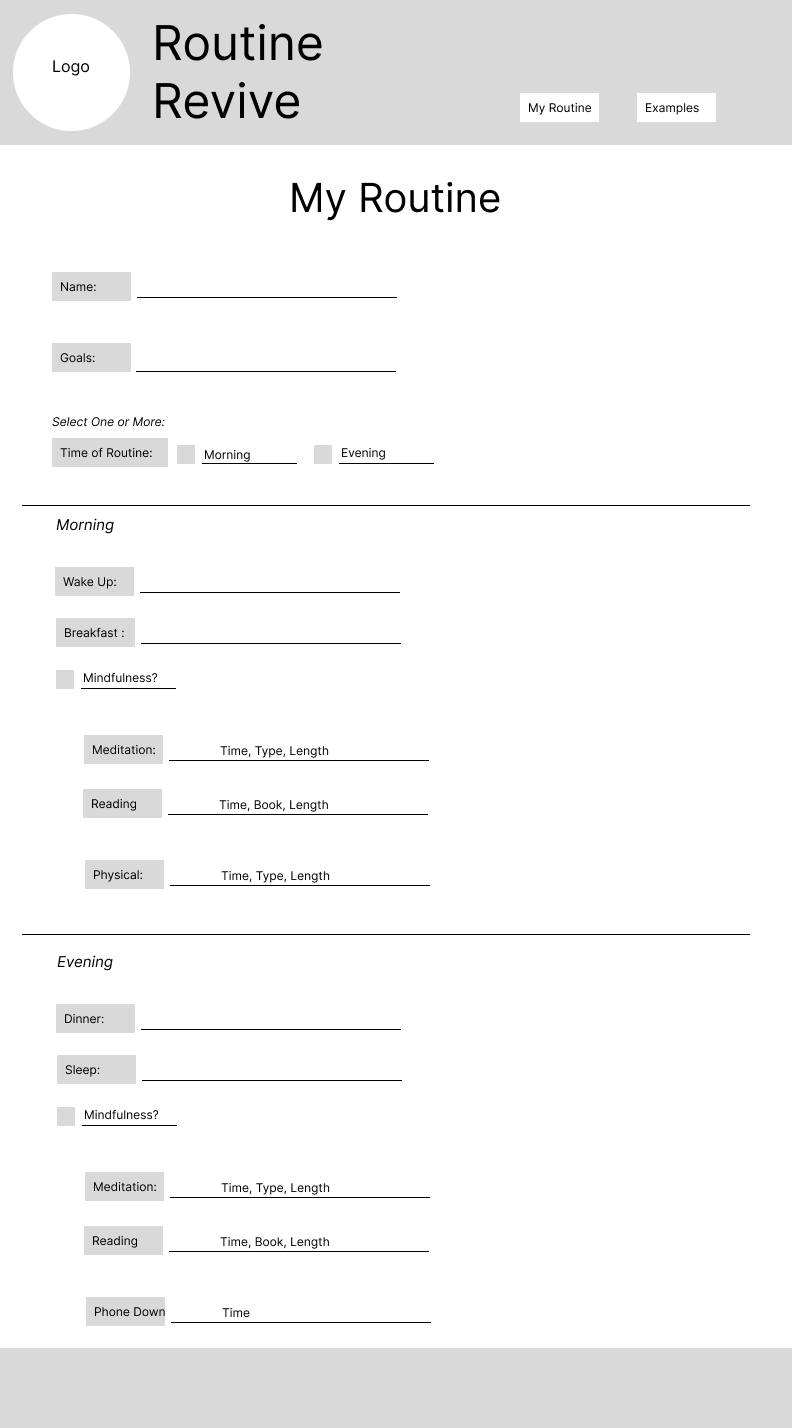 Logo
Routine
Revive
My Routine
Examples
My Routine
Name:
Goals:
Select One or More:
Time of Routine:
Morning
Evening
Morning
Wake Up:
Breakfast :
Mindfulness?
Meditation:
Time, Type, Length
Reading
Time, Book, Length
Physical:
Time, Type, Length
Evening
Dinner:
Sleep:
Mindfulness?
Meditation:
Time, Type, Length
Reading
Time, Book, Length
Phone Down
Time